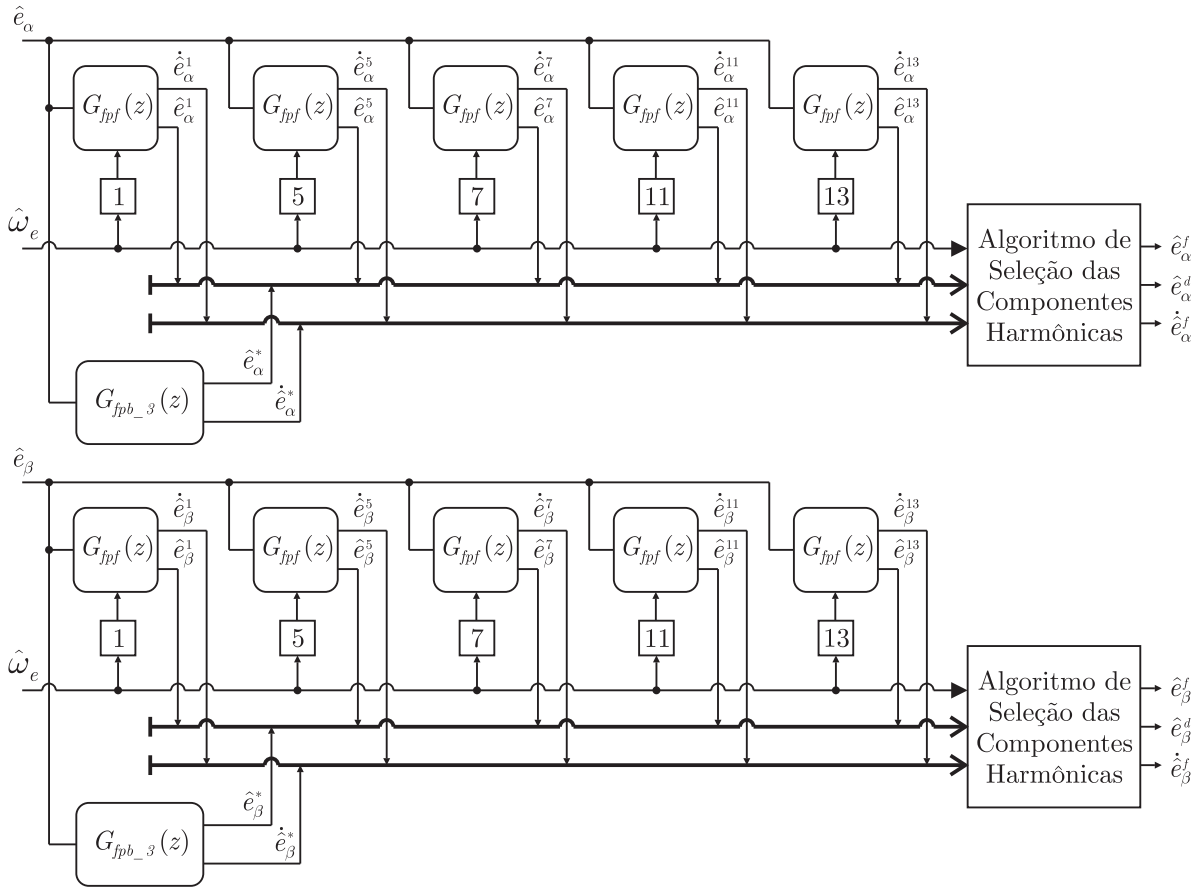 ê_α
ė̂_α^1 ė̂_α^5 ė̂_α^7 ė̂_α^11 ė̂_α^13
G_fpf(z) ê_α^1 G_fpf(z) ê_α^5 G_fpf(z) ê_α^7 G_fpf(z) ê_α^11 G_fpf(z) ê_α^13
1 5 7 11 13
ω̂_e
Algoritmo de
Seleção das
Componentes
Harmônicas
ê_α^f
ê_α^d
ė̂_α^f
ê_α^*
G_fpb_3(z) ė̂_α^*
ê_β
ė̂_β^1 ė̂_β^5 ė̂_β^7 ė̂_β^11 ė̂_β^13
G_fpf(z) ê_β^1 G_fpf(z) ê_β^5 G_fpf(z) ê_β^7 G_fpf(z) ê_β^11 G_fpf(z) ê_β^13
1 5 7 11 13
ω̂_e
Algoritmo de
Seleção das
Componentes
Harmônicas
ê_β^f
ê_β^d
ė̂_β^f
ê_β^*
G_fpb_3(z) ė̂_β^*